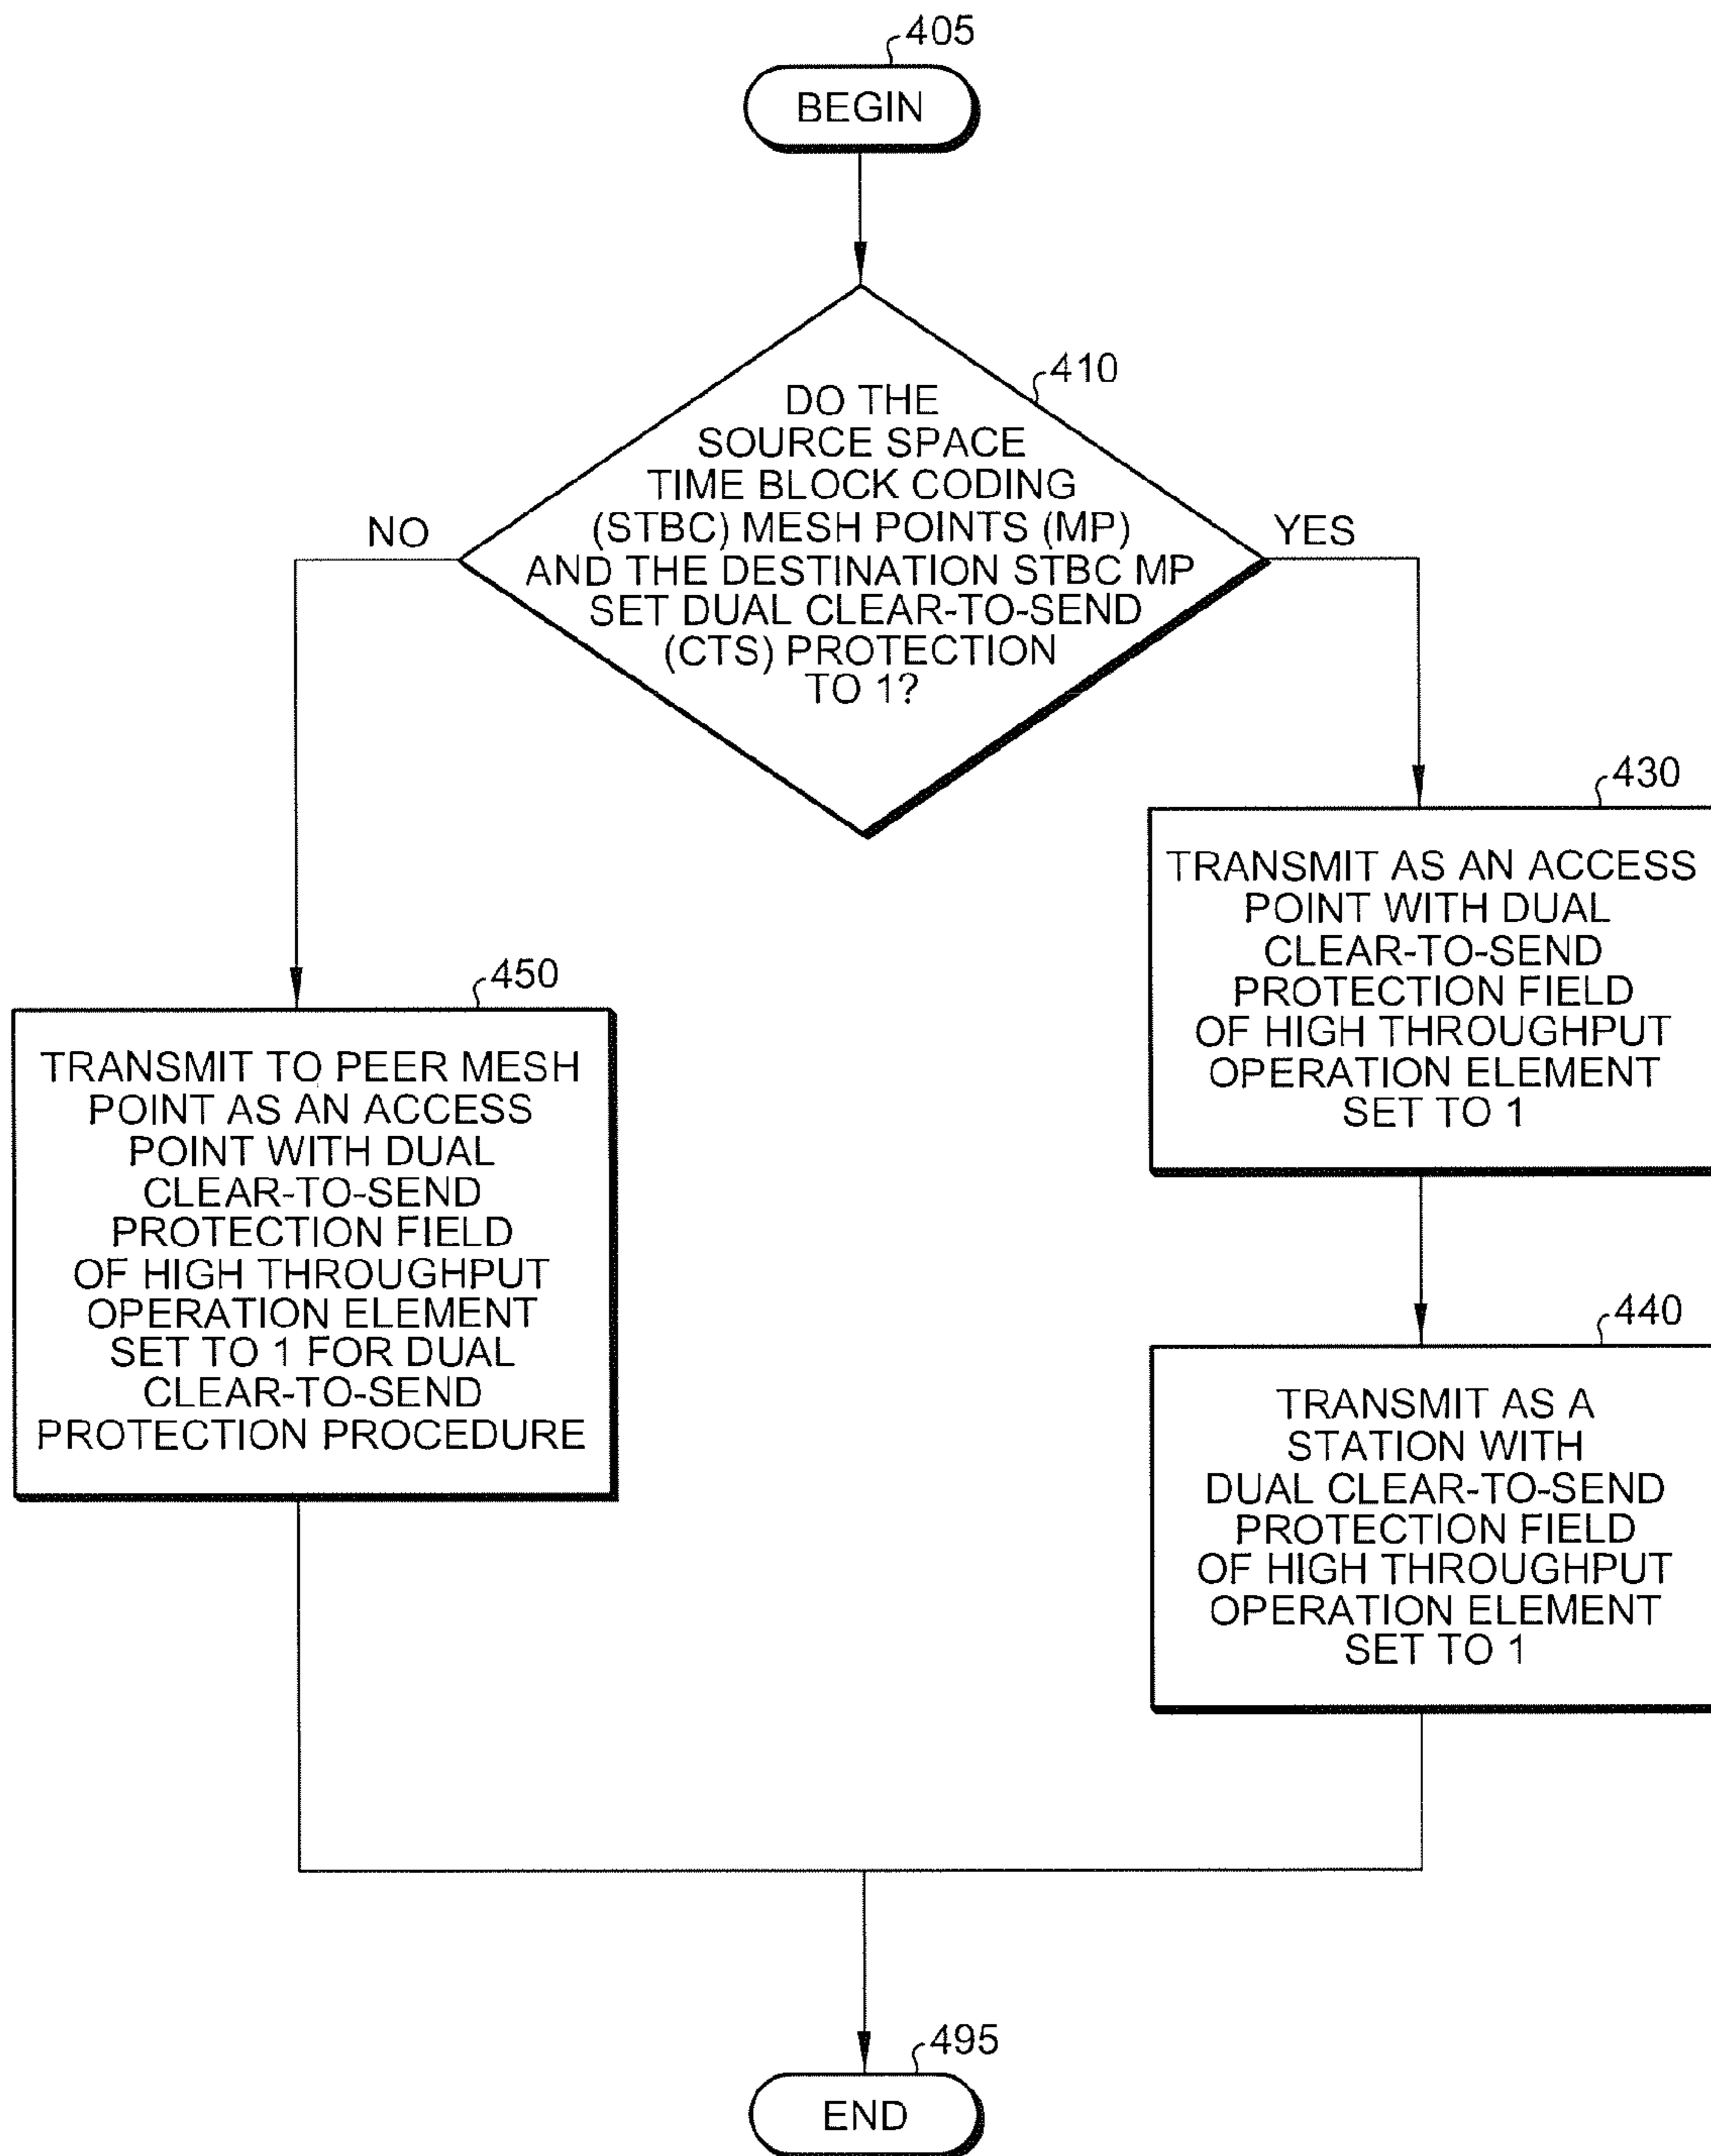 405
BEGIN
410
DO THE
SOURCE SPACE
TIME BLOCK CODING
(STBC) MESH POINTS (MP)
AND THE DESTINATION STBC MP
SET DUAL CLEAR-TO-SEND
(CTS) PROTECTION
TO 1?
NO
YES
430
TRANSMIT AS AN ACCESS
POINT WITH DUAL
CLEAR-TO-SEND
PROTECTION FIELD
OF HIGH THROUGHPUT
OPERATION ELEMENT
SET TO 1
450
TRANSMIT TO PEER MESH
POINT AS AN ACCESS
POINT WITH DUAL
CLEAR-TO-SEND
PROTECTION FIELD
OF HIGH THROUGHPUT
OPERATION ELEMENT
SET TO 1 FOR DUAL
CLEAR-TO-SEND
PROTECTION PROCEDURE
440
TRANSMIT AS A
STATION WITH
DUAL CLEAR-TO-SEND
PROTECTION FIELD
OF HIGH THROUGHPUT
OPERATION ELEMENT
SET TO 1
495
END